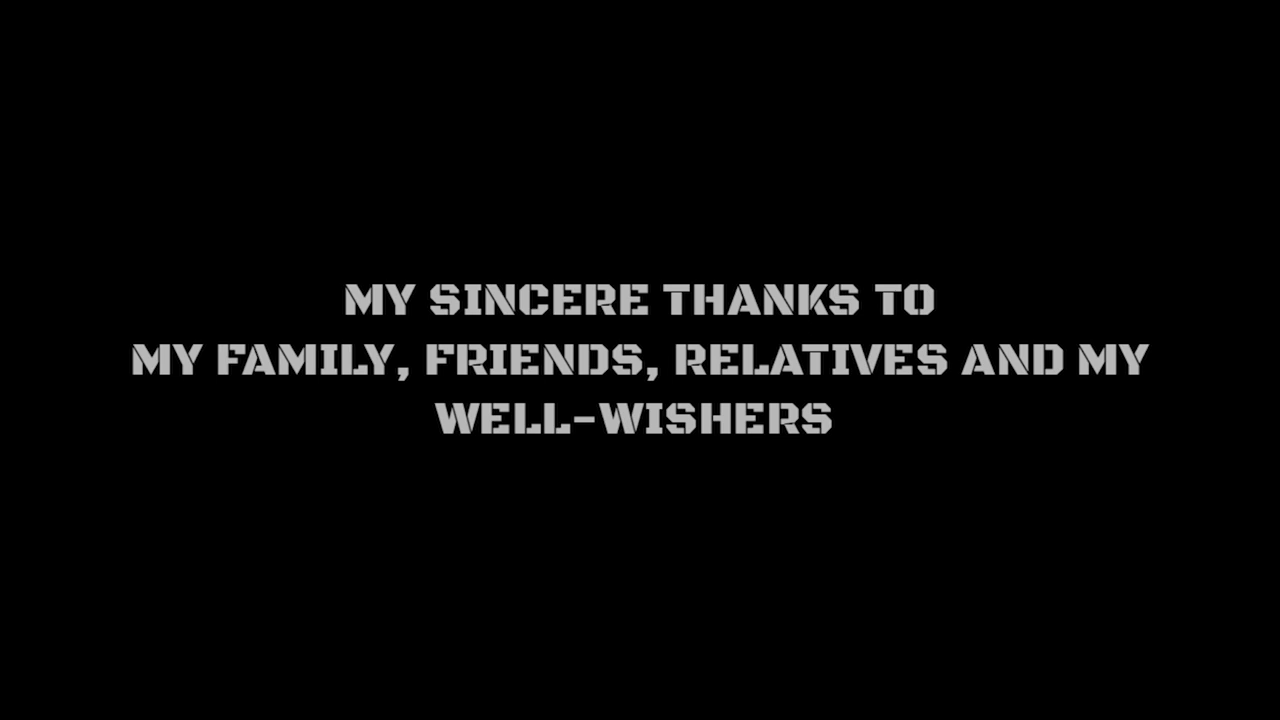 MY SINCERE THANKS TO
MY FAMILY, FRIENDS, RELATIVES AND MY
WELL-WISHERS